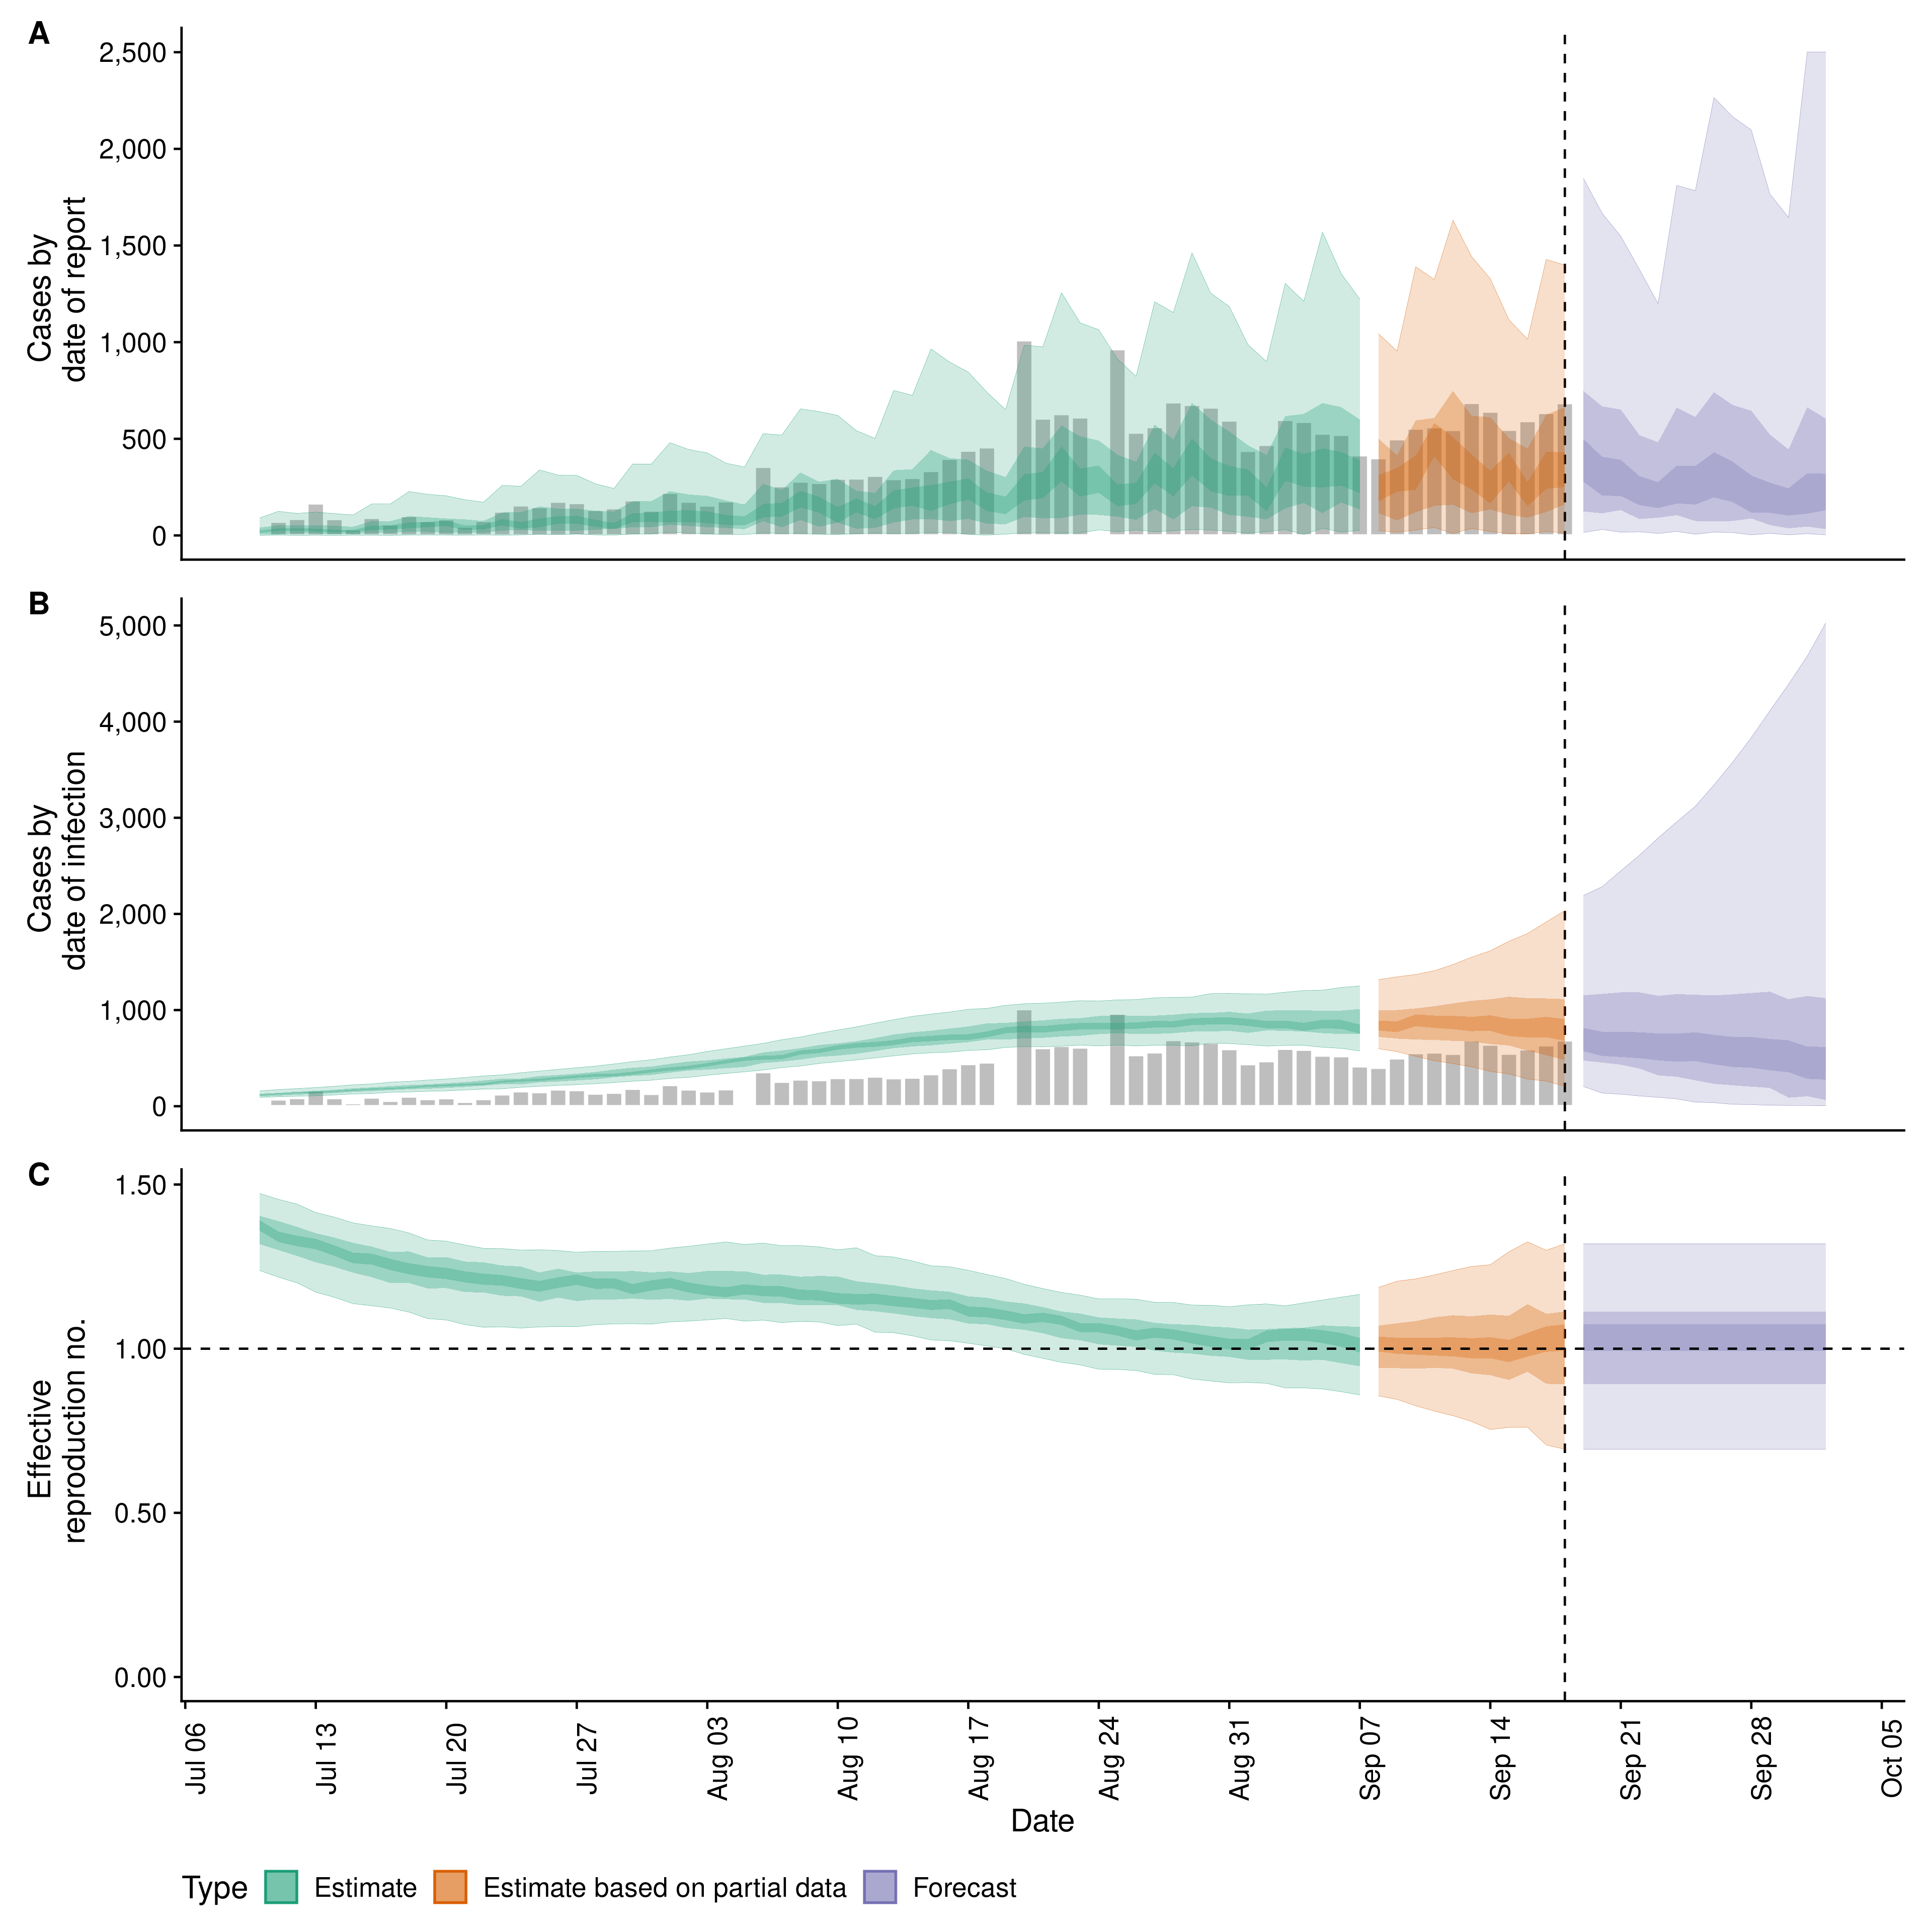 A
2,500
2,000
1,500
1,000
500
0
Cases by
date of report
B
5,000
4,000
3,000
2,000
1,000
0
Cases by
date of infection
C
1.50
1.00
0.50
0.00
Effective
reproduction no.
Jul 06
Jul 13
Jul 20
Jul 27
Aug 03
Aug 10
Aug 17
Aug 24
Aug 31
Sep 07
Sep 14
Sep 21
Sep 28
Oct 05
Date
Type Estimate Estimate based on partial data Forecast